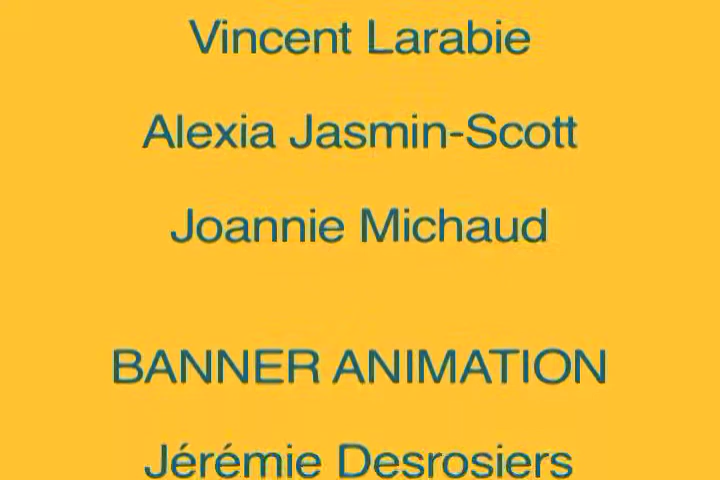 Vincent Larabie
Alexia Jasmin-Scott
Joannie Michaud
BANNER ANIMATION
Jérémie Desrosiers